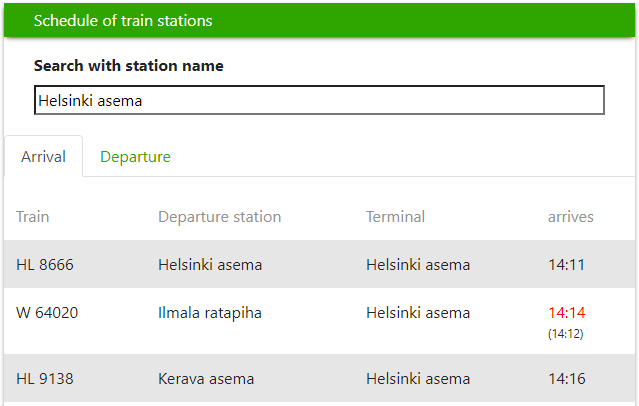 Schedule of train stations
Search with station name
Helsinki asema
Arrival Departure
Train Departure station Terminal arrives
HL 8666 Helsinki asema Helsinki asema 14:11
W 64020 Ilmala ratapiha Helsinki asema 14:14
(14:12)
HL 9138 Kerava asema Helsinki asema 14:16